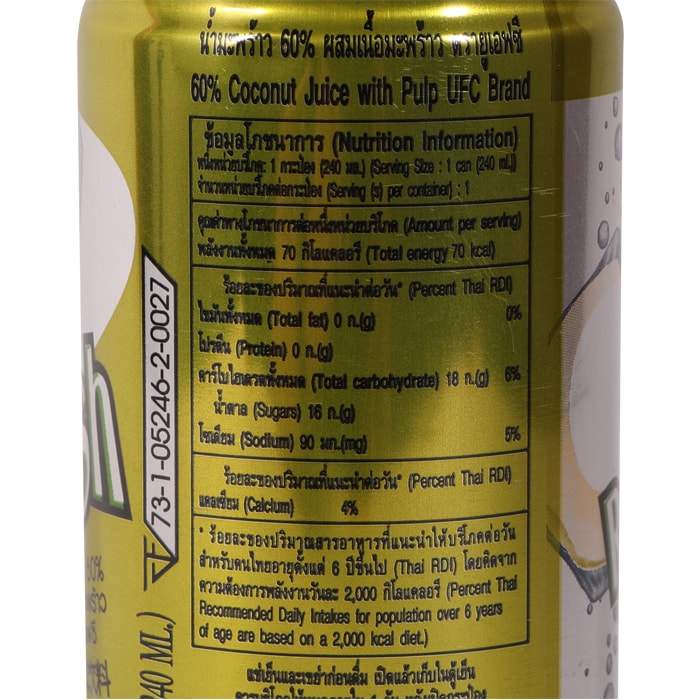 น้ำมะพร้าว 60% ผสมเนื้อมะพร้าว ตรายูเอฟซี
60% Coconut Juice with Pulp UFC Brand
ข้อมูลโภชนาการ (Nutrition Information)
หนึ่งหน่วยบริโภค: 1 กระป๋อง (240 มล.) (Serving Size : 1 can (240 ml.))
จำนวนหน่วยบริโภคต่อกระป๋อง (Serving (s) per container) : 1
คุณค่าทางโภชนาการต่อหนึ่งหน่วยบริโภค (Amount per serving)
พลังงานทั้งหมด 70 กิโลแคลอรี (Total energy 70 kcal)
ร้อยละของปริมาณที่แนะนำต่อวัน* (Percent Thai RDI)
ไขมันทั้งหมด (Total fat) 0 ก.(g) 0%
โปรตีน (Protein) 0 ก.(g)
คาร์โบไฮเดรตทั้งหมด (Total carbohydrate) 18 ก.(g) 6%
น้ำตาล (Sugars) 16 ก.(g)
โซเดียม (Sodium) 90 มก.(mg) 5%
ร้อยละของปริมาณที่แนะนำต่อวัน* (Percent Thai RDI)
แคลเซียม (Calcium) 4%
* ร้อยละของปริมาณสารอาหารที่แนะนำให้บริโภคต่อวัน
สำหรับคนไทยอายุตั้งแต่ 6 ปีขึ้นไป (Thai RDI) โดยคิดจาก
ความต้องการพลังงานวันละ 2,000 กิโลแคลอรี (Percent Thai
Recommended Daily Intakes for population over 6 years
of age are based on a 2,000 kcal diet.)
แช่เย็นและเขย่าก่อนดื่ม เปิดแล้วเก็บในตู้เย็น
73-1-05246-2-0027
240 ML.)
sh
60%